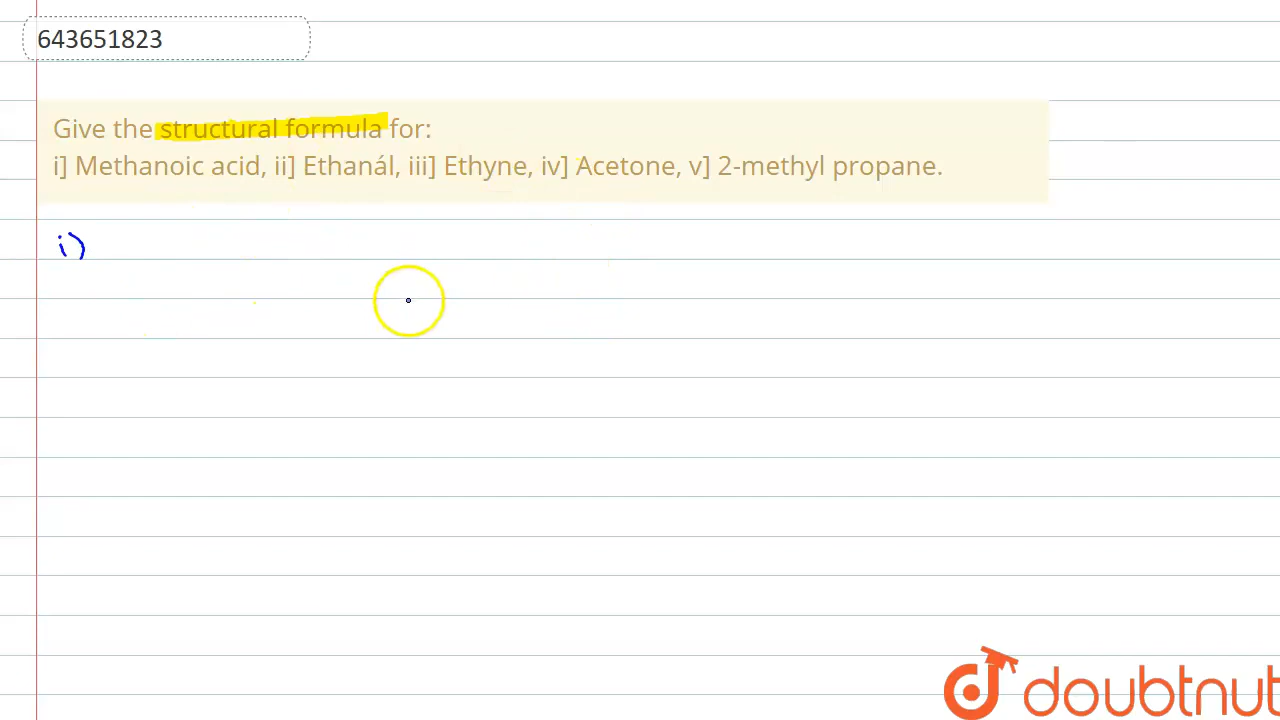 643651823
Give the structural formula for:
i] Methanoic acid, ii] Ethanál, iii] Ethyne, iv] Acetone, v] 2-methyl propane.
i)
doubtnut